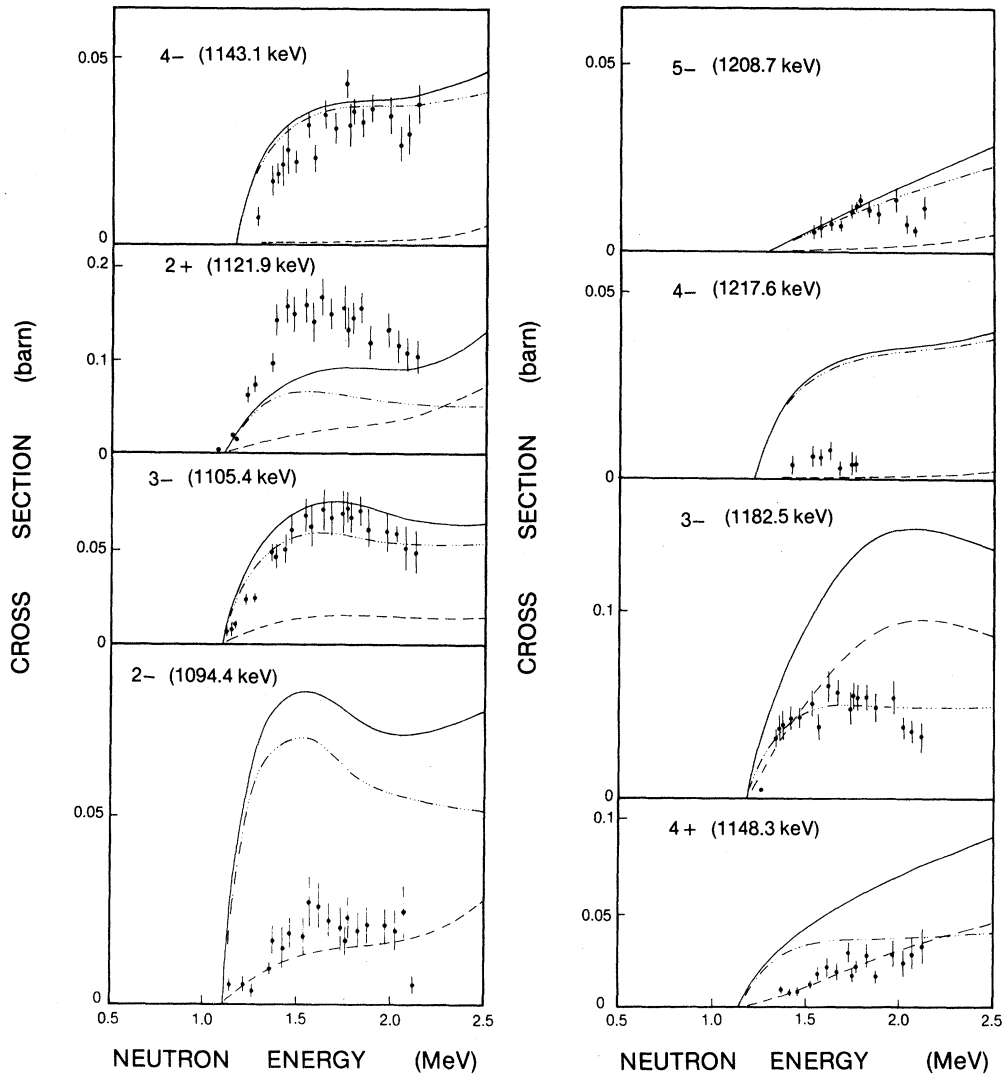 0.05
4– (1143.1 keV)
0
0.2
2+ (1121.9 keV)
0.1
0
3– (1105.4 keV)
0.05
0
2– (1094.4 keV)
0.05
0
0.5 1.0 1.5 2.0 2.5
NEUTRON ENERGY (MeV)
CROSS SECTION (barn)
0.05
5– (1208.7 keV)
0
0.05
4– (1217.6 keV)
0
3– (1182.5 keV)
0.1
0
0.1
4+ (1148.3 keV)
0.05
0
0.5 1.0 1.5 2.0 2.5
NEUTRON ENERGY (MeV)
CROSS SECTION (barn)